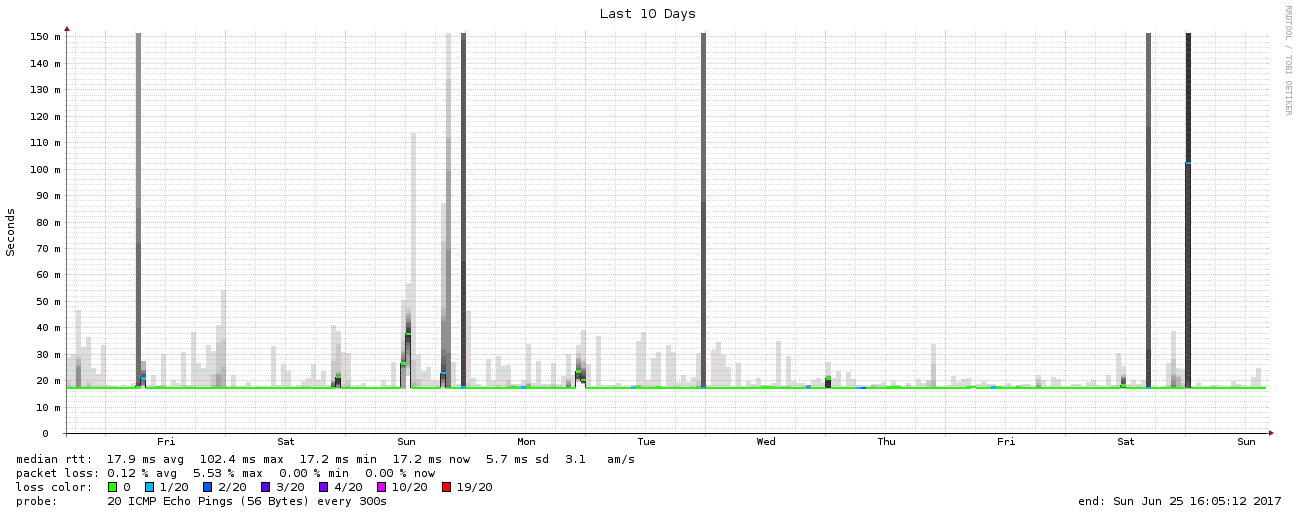 Last 10 Days
RRDTOOL / TOBI OETIKER
Seconds
150 m
140 m
130 m
120 m
110 m
100 m
90 m
80 m
70 m
60 m
50 m
40 m
30 m
20 m
10 m
0
Fri Sat Sun Mon Tue Wed Thu Fri Sat Sun
median rtt: 17.9 ms avg 102.4 ms max 17.2 ms min 17.2 ms now 5.7 ms sd 3.1 am/s
packet loss: 0.12 % avg 5.53 % max 0.00 % min 0.00 % now
loss color: 0 1/20 2/20 3/20 4/20 10/20 19/20
probe: 20 ICMP Echo Pings (56 Bytes) every 300s end: Sun Jun 25 16:05:12 2017